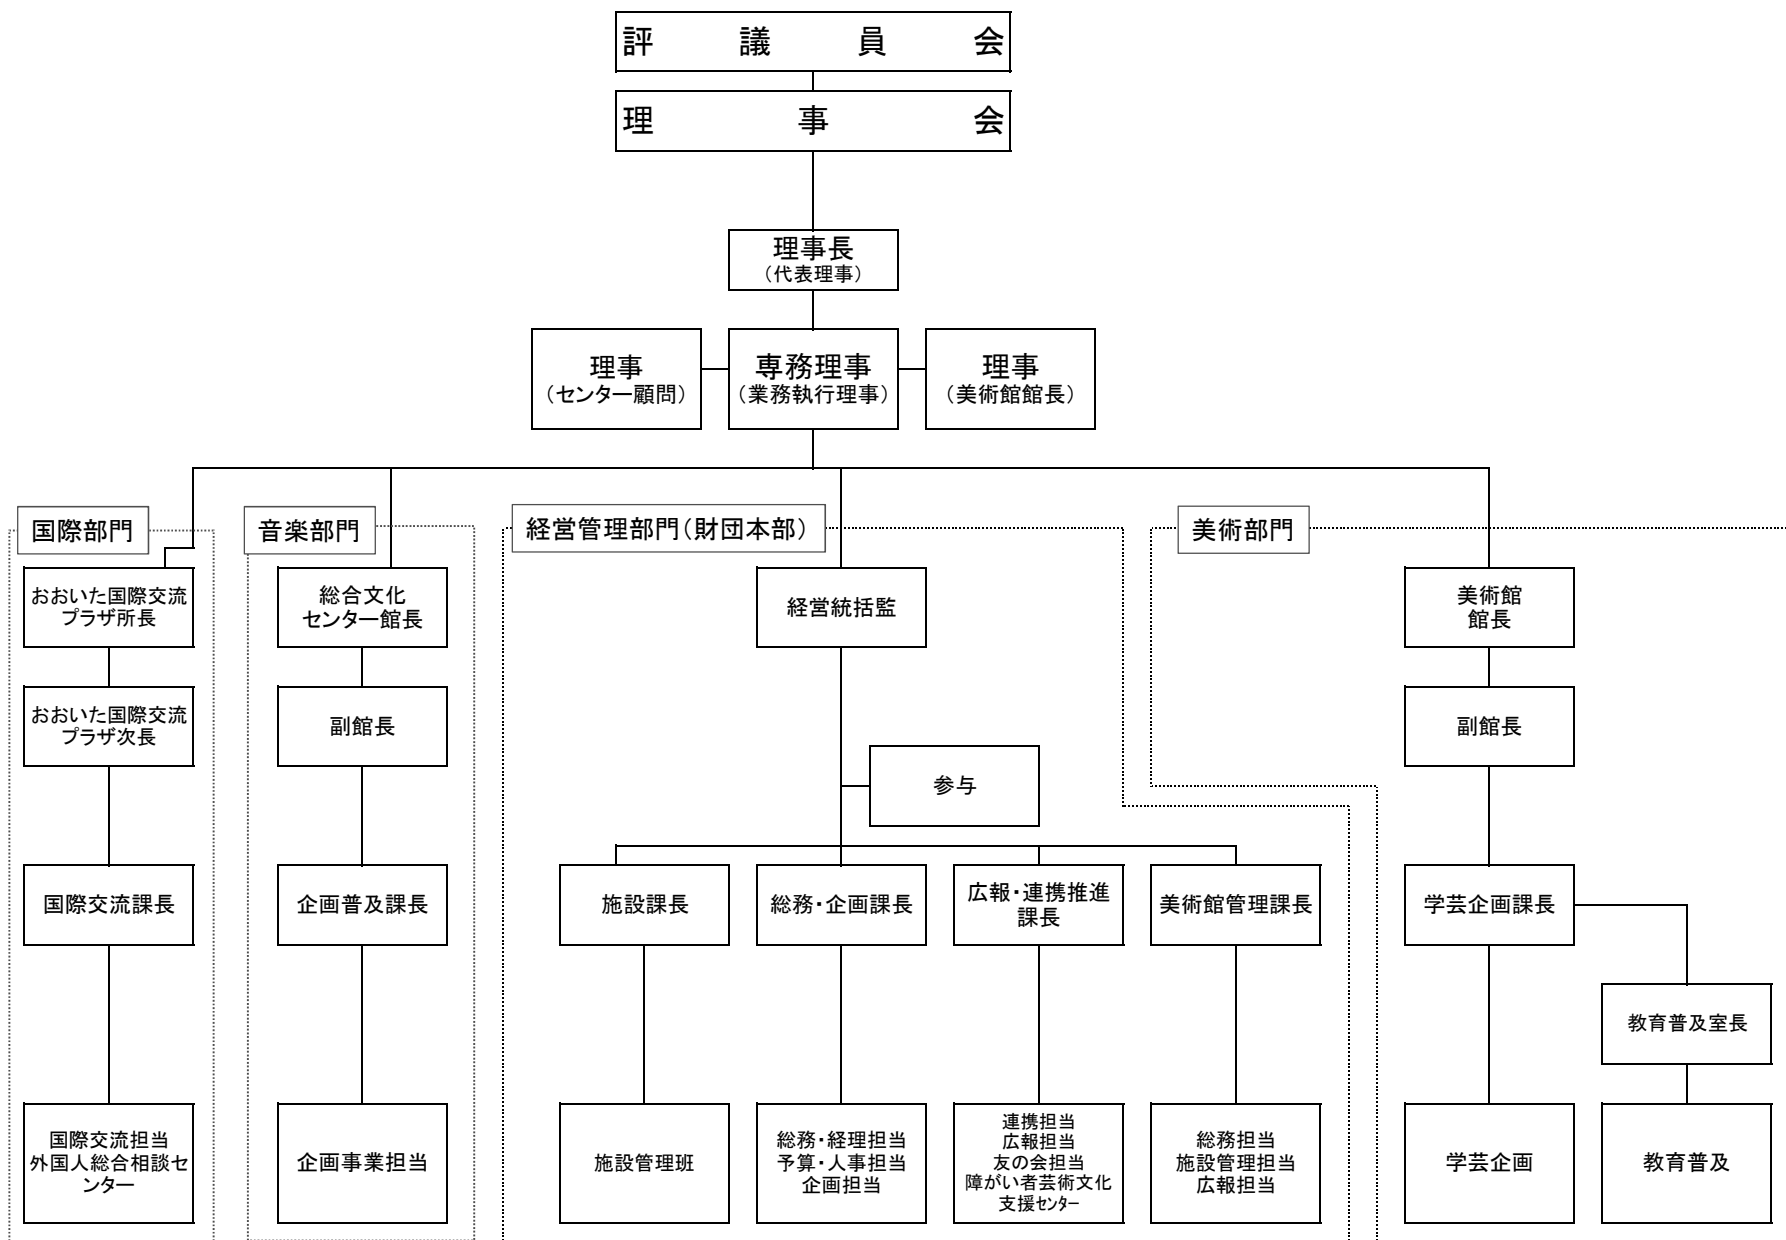 評議員会
理事会
理事長
（代表理事）
理事
（センター顧問）
専務理事
（業務執行理事）
理事
（美術館館長）
国際部門
音楽部門
経営管理部門（財団本部）
美術部門
おおいた国際交流
プラザ所長
総合文化
センター館長
経営統括監
美術館
館長
おおいた国際交流
プラザ次長
副館長
副館長
参与
国際交流課長
企画普及課長
施設課長
総務・企画課長
広報・連携推進
課長
美術館管理課長
学芸企画課長
教育普及室長
国際交流担当
外国人総合相談セ
ンター
企画事業担当
施設管理班
総務・経理担当
予算・人事担当
企画担当
連携担当
広報担当
友の会担当
障がい者芸術文化
支援ｾﾝﾀｰ
総務担当
施設管理担当
広報担当
学芸企画
教育普及